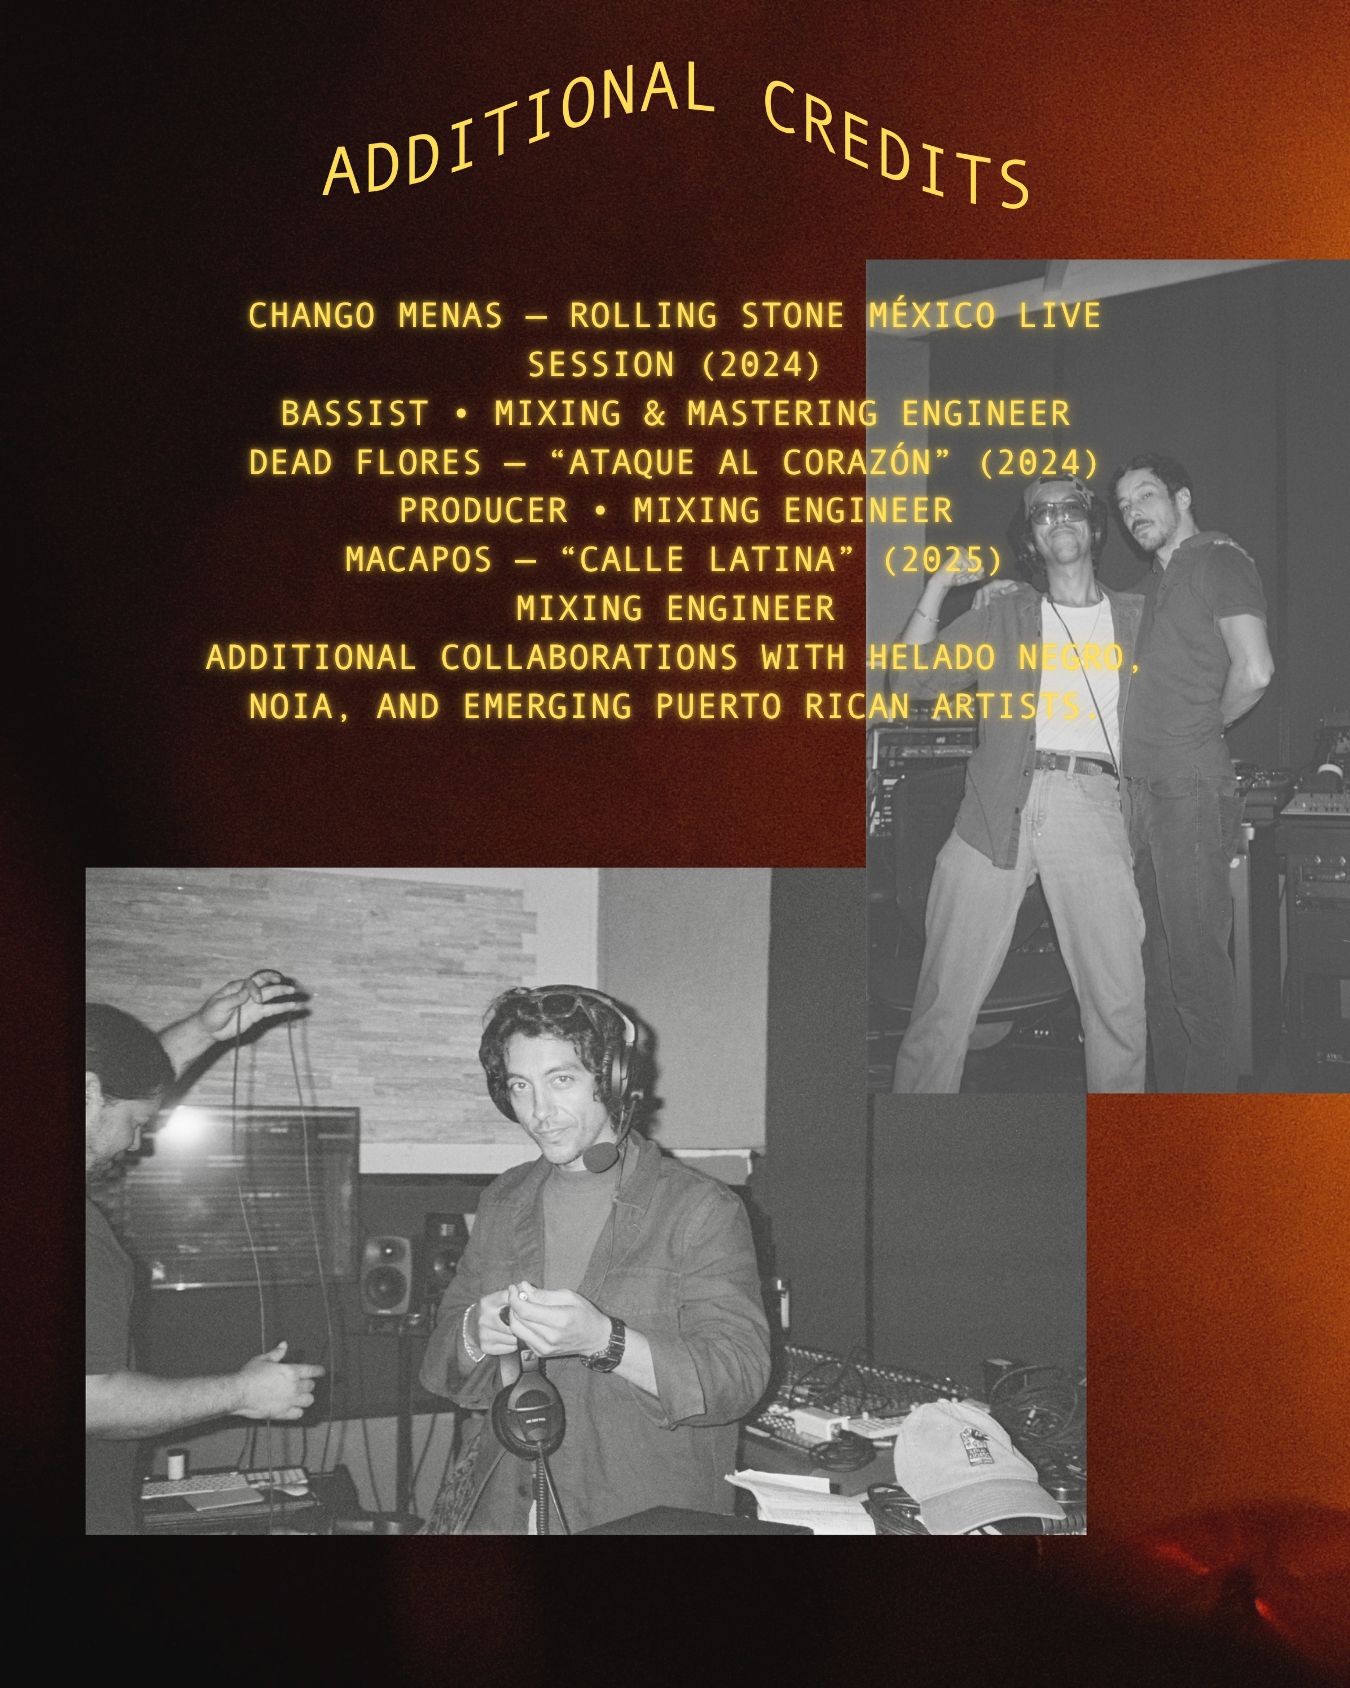 ADDITIONAL CREDITS
CHANGO MENAS — ROLLING STONE MÉXICO LIVE
SESSION (2024)
BASSIST • MIXING & MASTERING ENGINEER
DEAD FLORES — “ATAQUE AL CORAZÓN” (2024)
PRODUCER • MIXING ENGINEER
MACAPOS — “CALLE LATINA” (2025)
MIXING ENGINEER
ADDITIONAL COLLABORATIONS WITH HELADO NEGRO,
NOIA, AND EMERGING PUERTO RICAN ARTISTS.